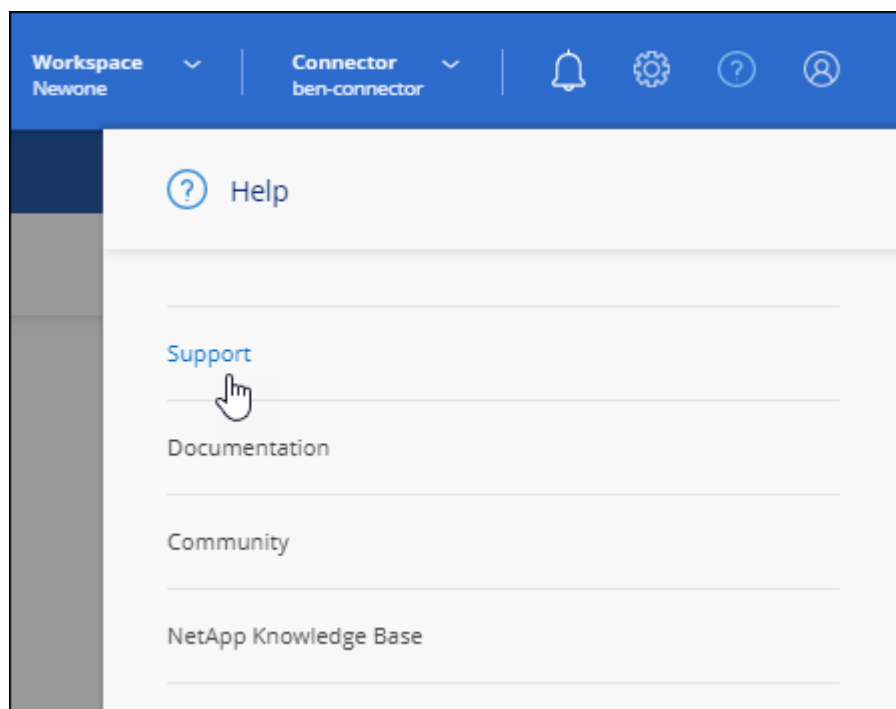 Workspace
Newone
Connector
ben-connector
Help
Support
Documentation
Community
NetApp Knowledge Base